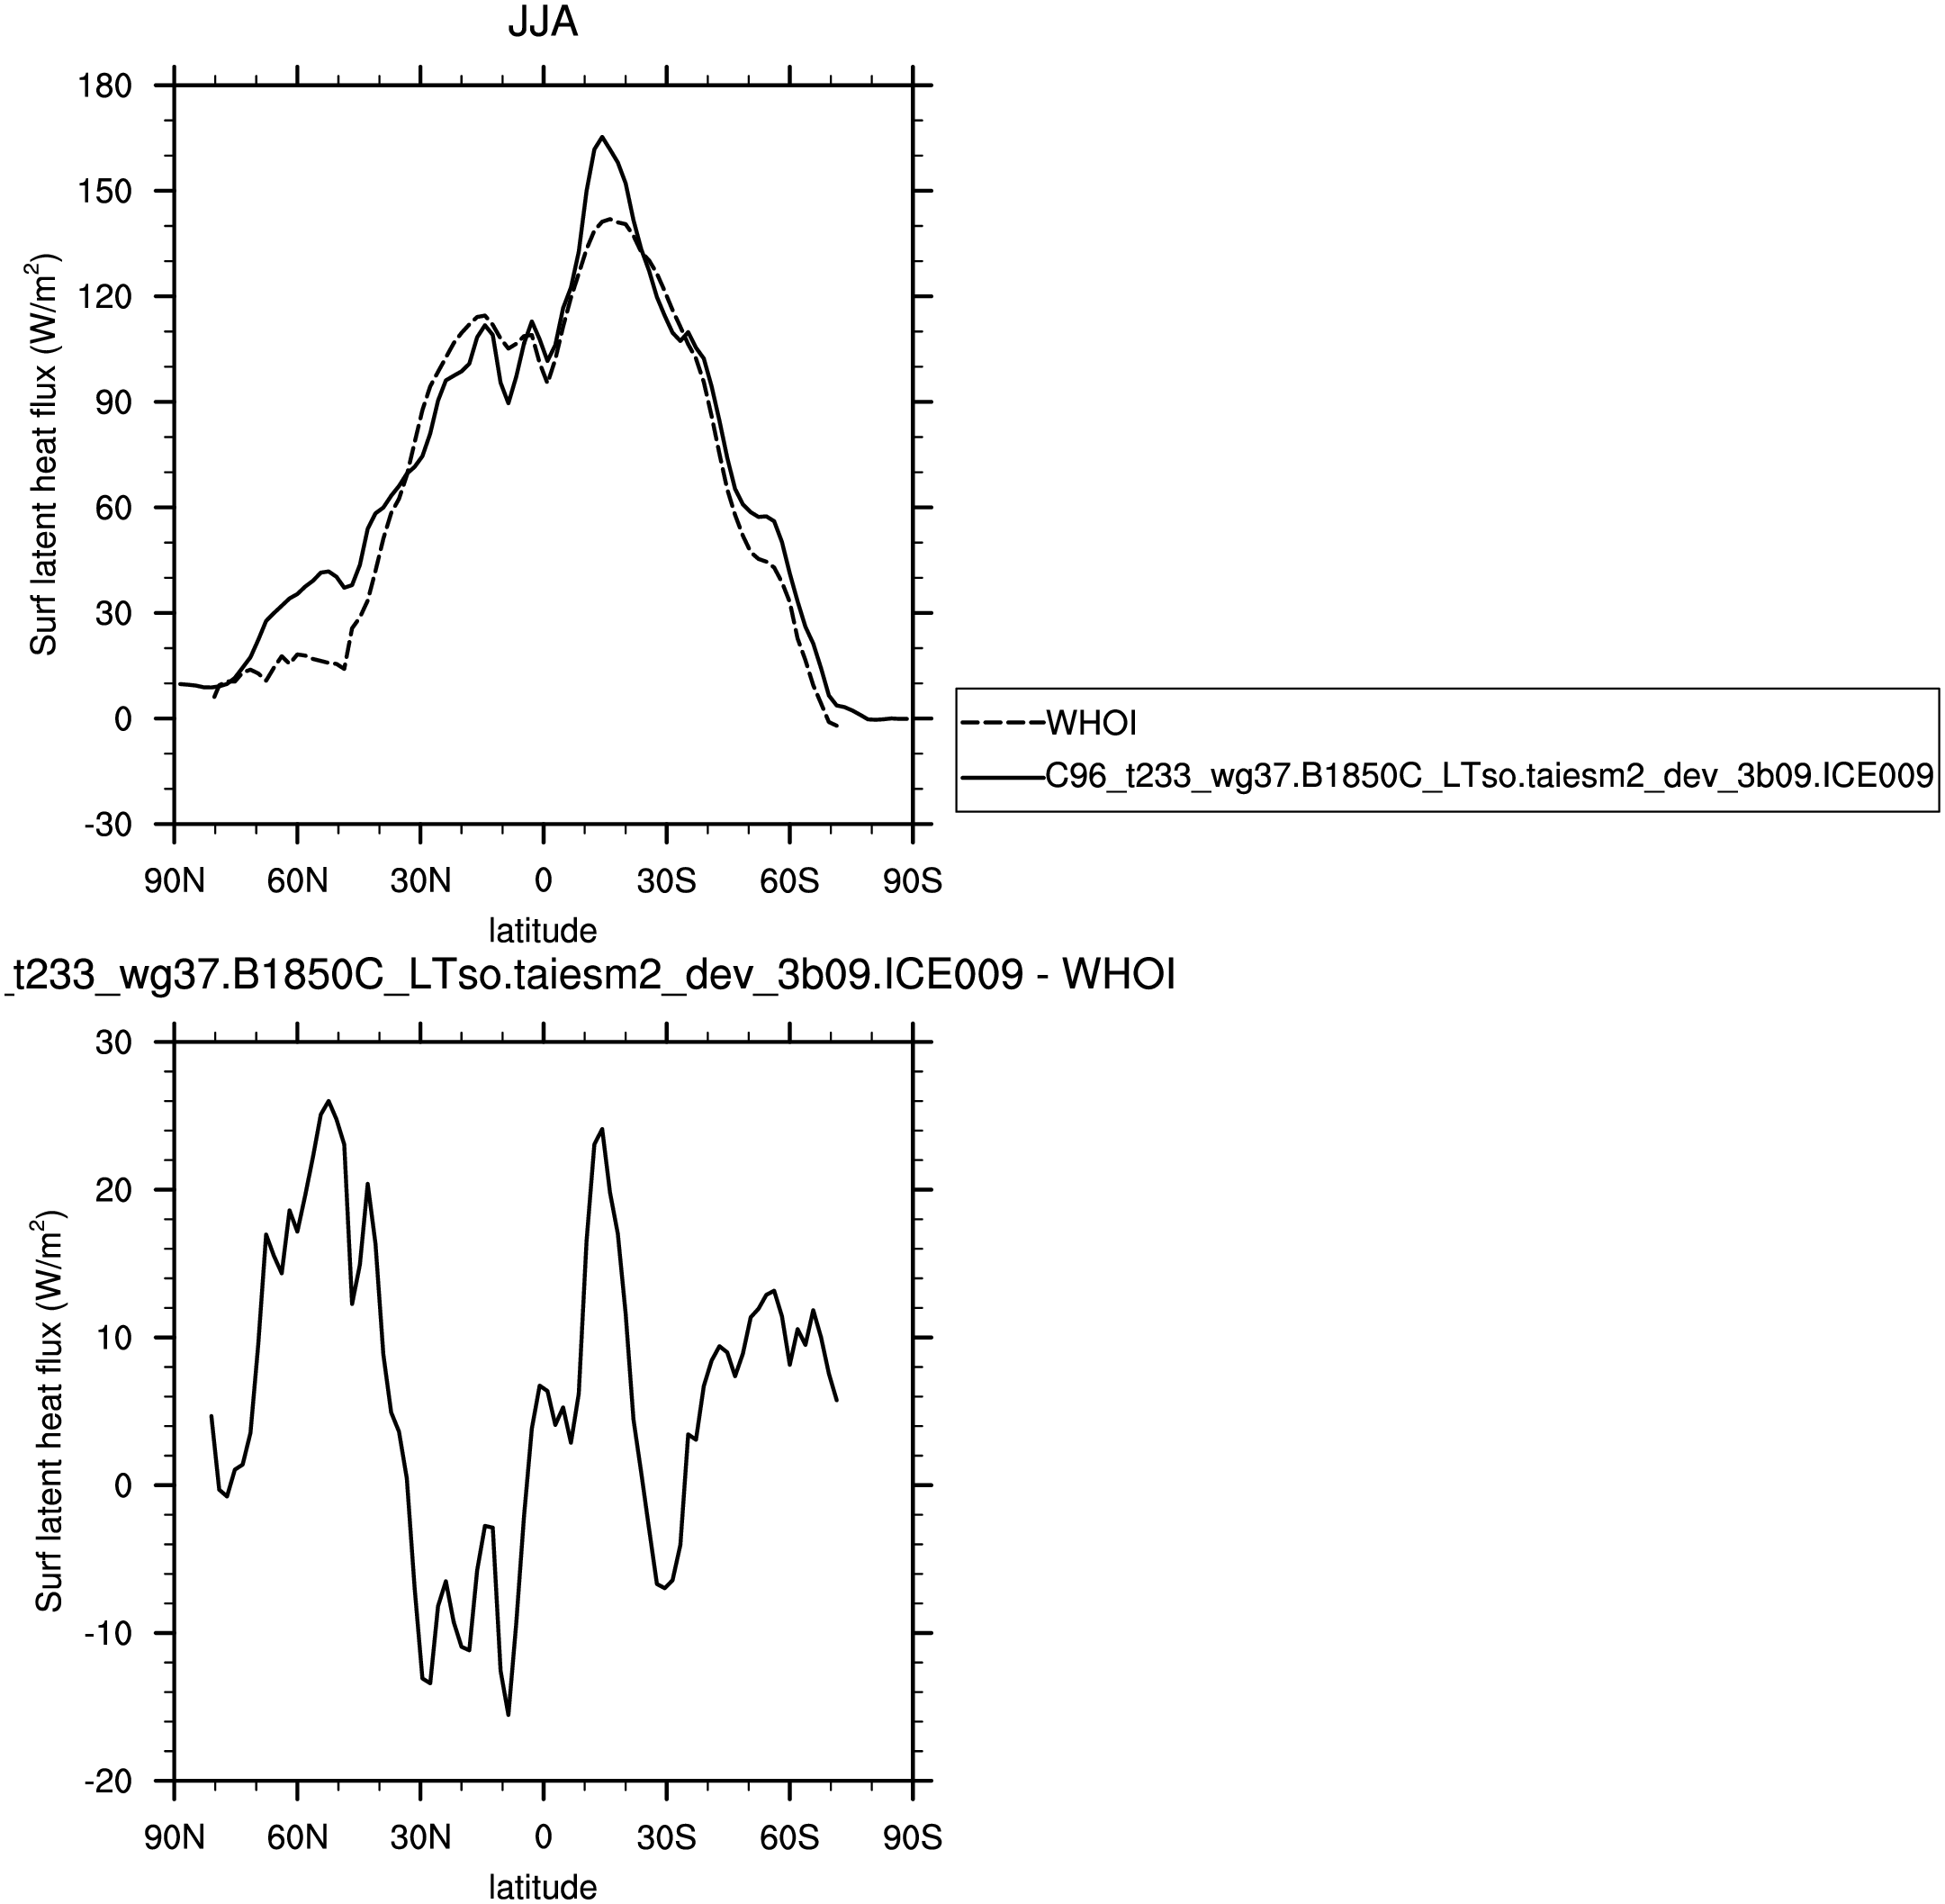 JJA
180
150
120
90
60
30
0
-30
Surf latent heat flux (W/m²)
90N 60N 30N 0 30S 60S 90S
latitude
WHOI
C96_t233_wg37.B1850C_LTso.taiesm2_dev_3b09.ICE009
_t233_wg37.B1850C_LTso.taiesm2_dev_3b09.ICE009 - WHOI
30
20
10
0
-10
-20
Surf latent heat flux (W/m²)
90N 60N 30N 0 30S 60S 90S
latitude